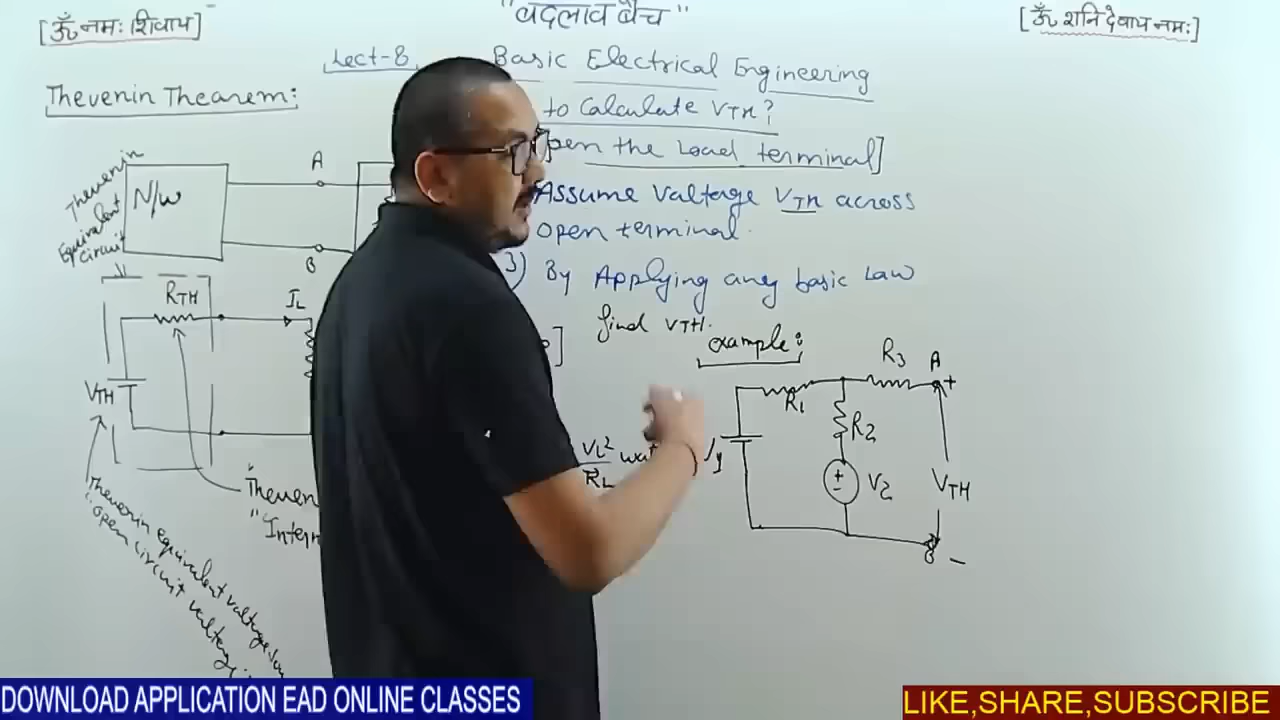 "बदलाव बैच"
[ॐ नमः शिवाय]
[ॐ शनि देवाय नमः]
Lect-8 Basic Electrical Engineering
Thevenin Thearem:
to Calculate VTH?
pen the Load terminal]
Assume Valtage VTH across
open terminal.
3) By Applying any basic Law
find VTH.
example:
Thevenin
Equivalent
circuit
N/w
A
B
RTH
IL
VTH
Theven
"Intern
Thevenin equivalent valtage
open circuit valtage
VL²
RL
wat
R1
R3
A
+
R2
V2
VTH
B
-
DOWNLOAD APPLICATION EAD ONLINE CLASSES
LIKE,SHARE,SUBSCRIBE